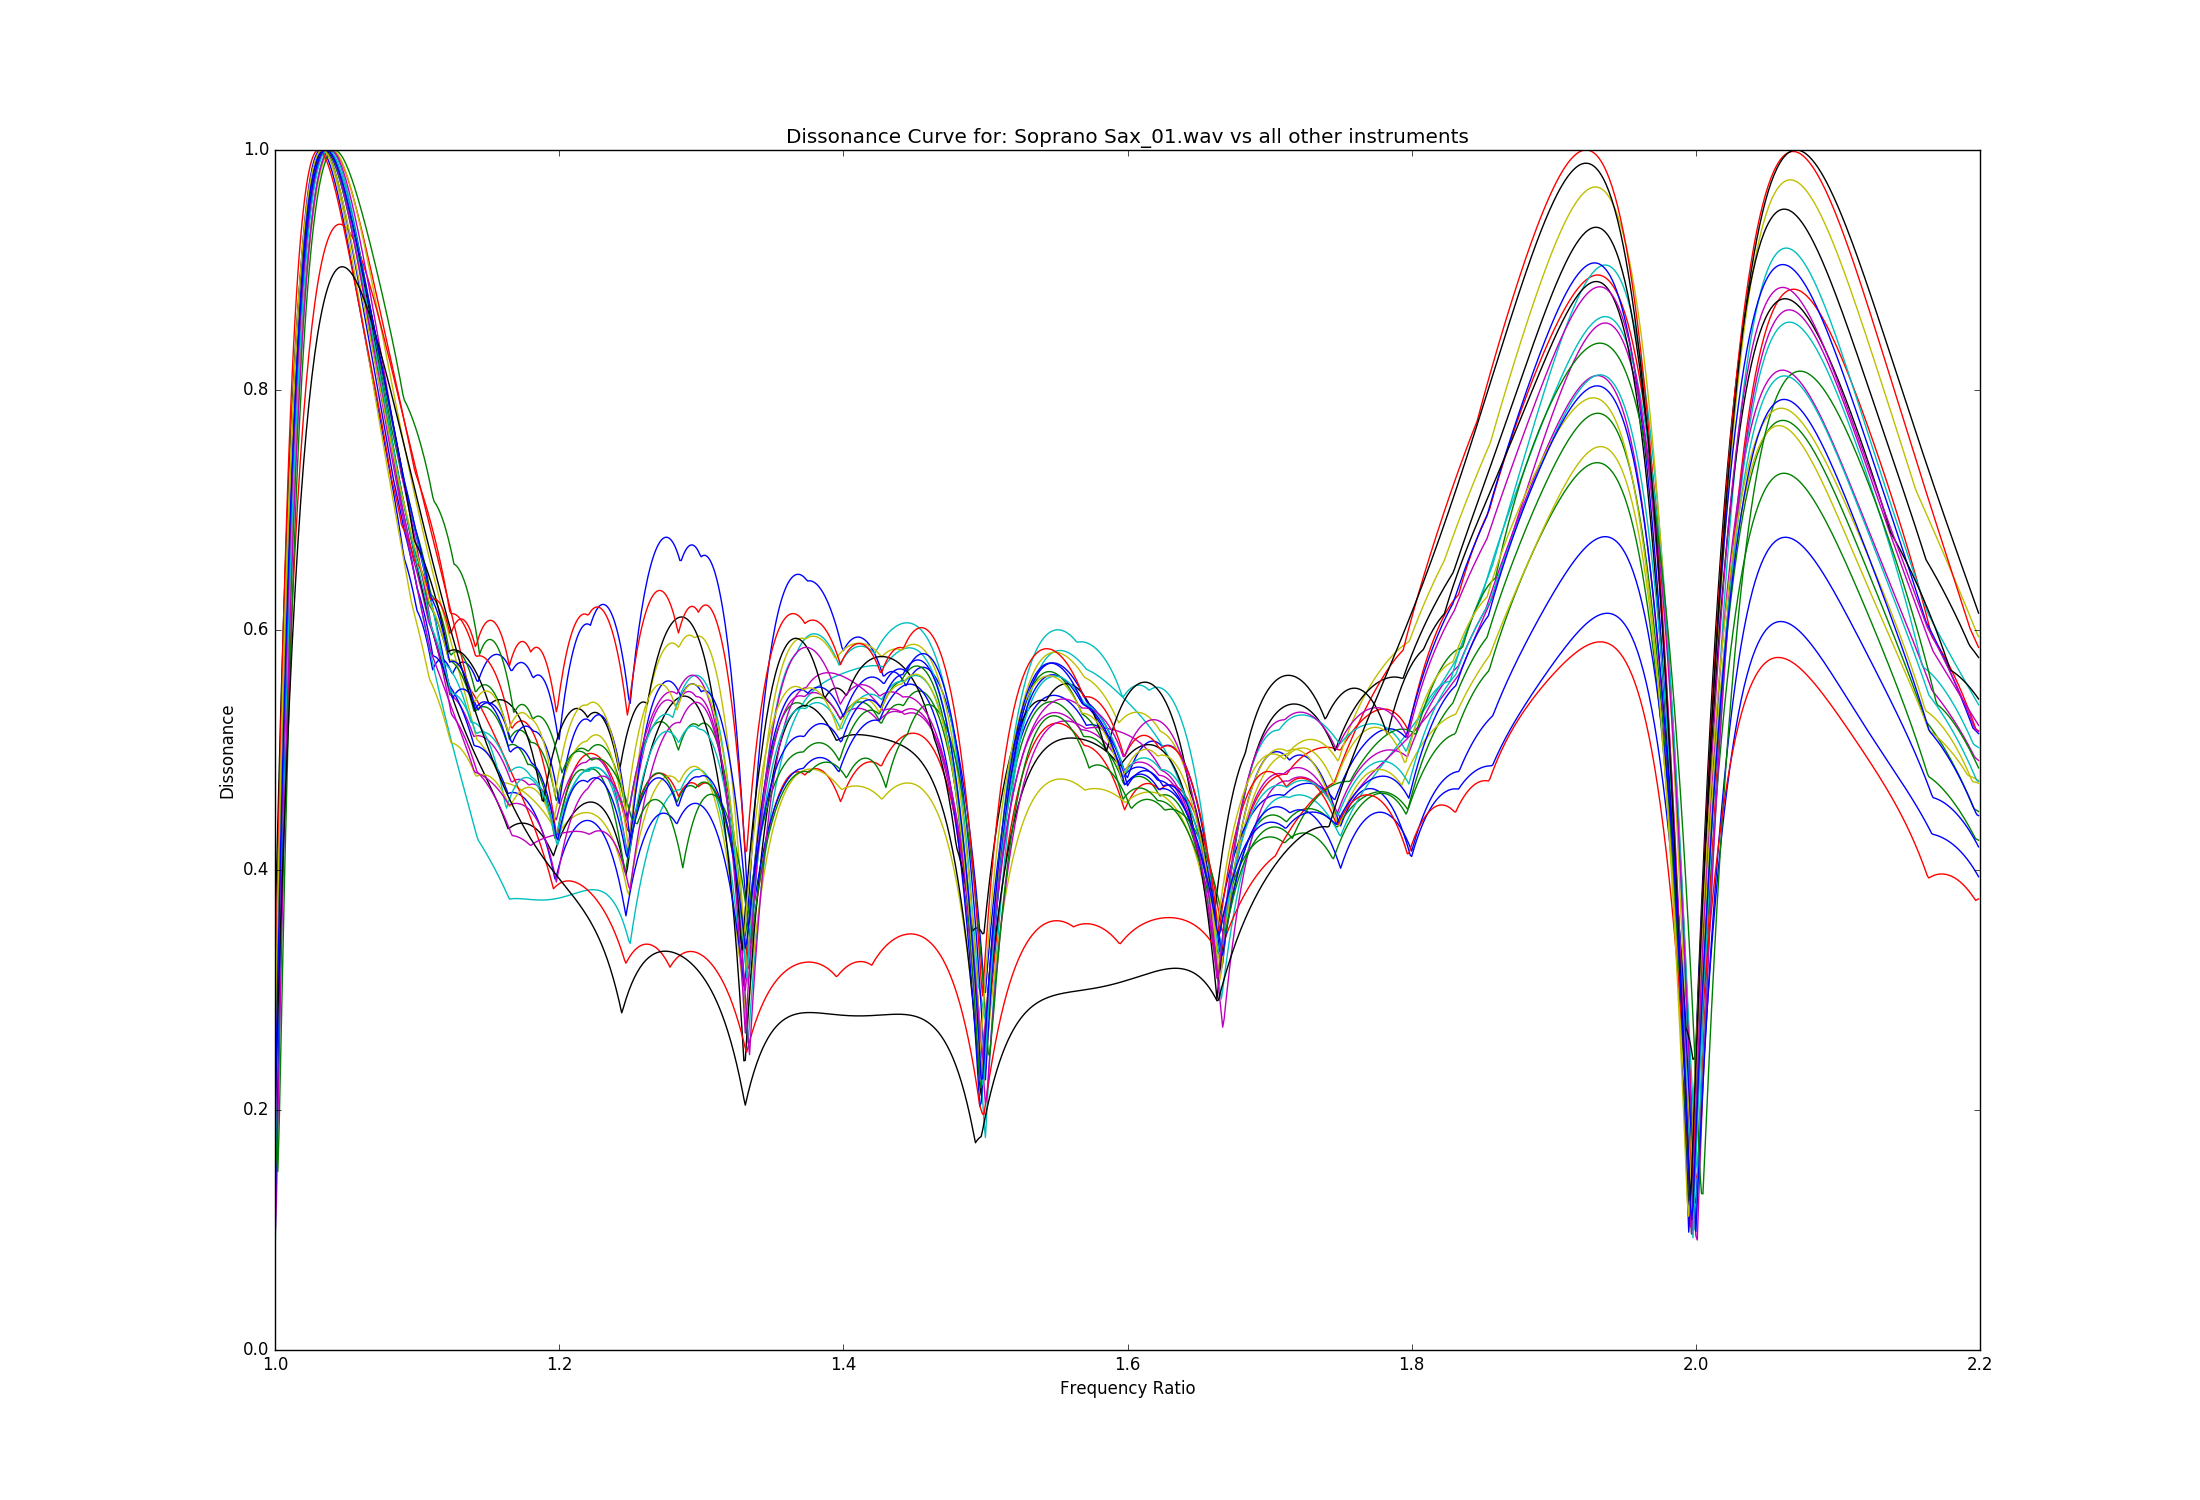 Dissonance Curve for: Soprano Sax_01.wav vs all other instruments
1.0
0.8
0.6
0.4
0.2
0.0
Dissonance
1.0 1.2 1.4 1.6 1.8 2.0 2.2
Frequency Ratio